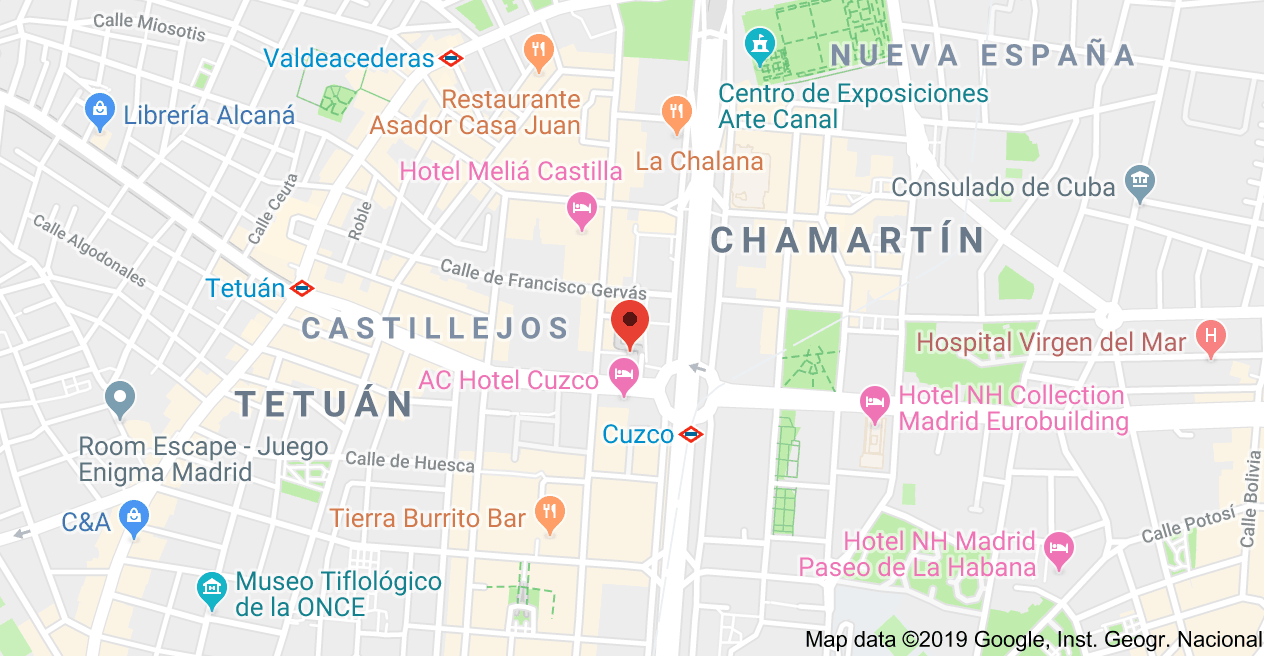 Calle Miosotis
Valdeacederas
NUEVA ESPAÑA
Restaurante
Asador Casa Juan
Centro de Exposiciones
Arte Canal
Librería Alcaná
La Chalana
Hotel Meliá Castilla
Consulado de Cuba
Calle Ceuta
Roble
Calle Algodonales
CHAMARTÍN
Calle de Francisco Gervás
Tetuán
CASTILLEJOS
Hospital Virgen del Mar
H
AC Hotel Cuzco
TETUÁN
Hotel NH Collection
Madrid Eurobuilding
Cuzco
Room Escape - Juego
Enigma Madrid
Calle de Huesca
Calle Bolivia
C&A
Tierra Burrito Bar
Calle Potosí
Hotel NH Madrid
Paseo de La Habana
Museo Tiflológico
de la ONCE
Map data ©2019 Google, Inst. Geogr. Nacional